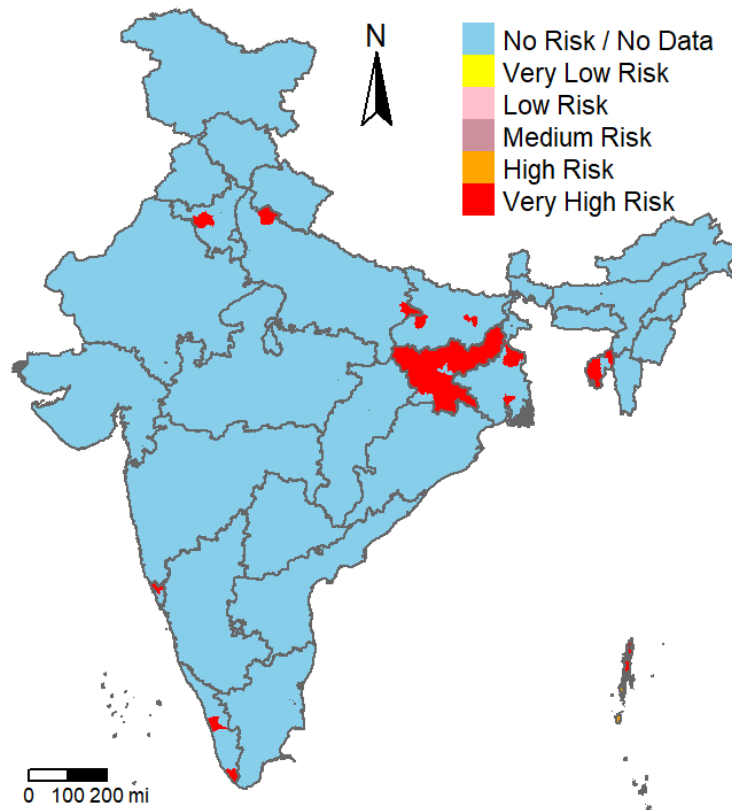 N
No Risk / No Data
Very Low Risk
Low Risk
Medium Risk
High Risk
Very High Risk
0 100 200 mi